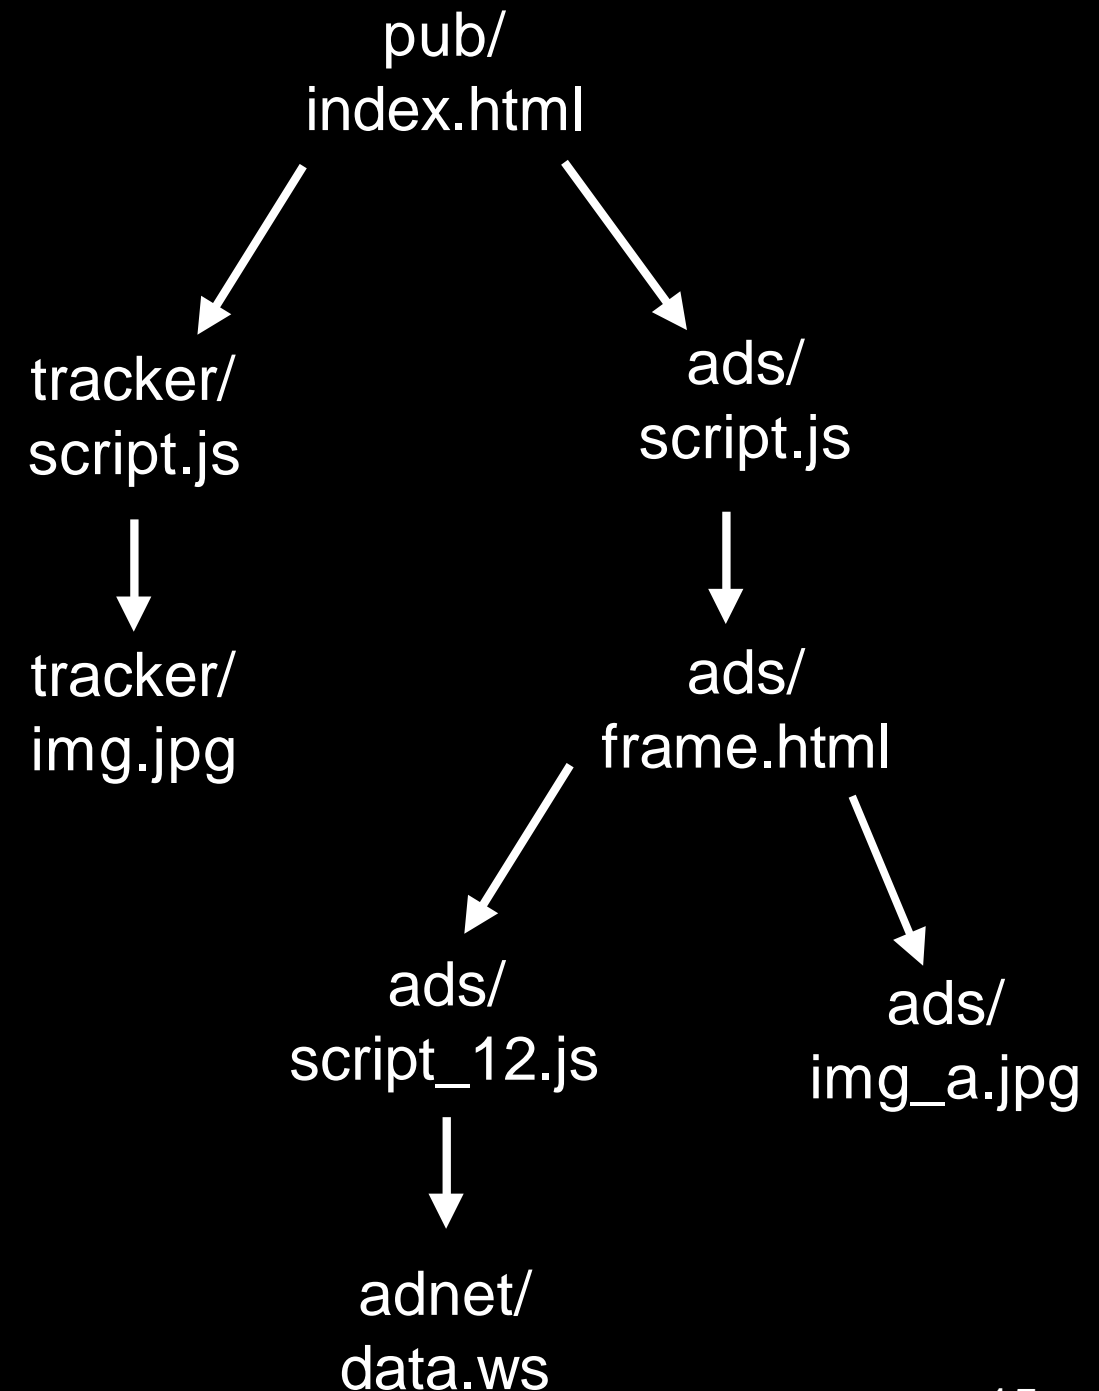 pub/
index.html
tracker/
script.js
ads/
script.js
tracker/
img.jpg
ads/
frame.html
ads/
script_12.js
ads/
img_a.jpg
adnet/
data.ws